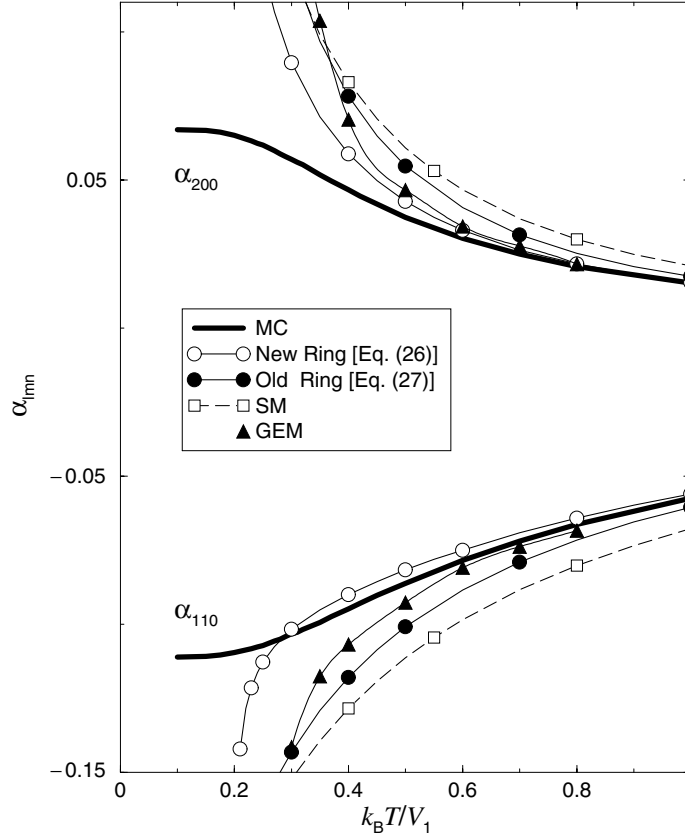 0.05
α200
MC
New Ring [Eq. (26)]
Old Ring [Eq. (27)]
SM
GEM
αlmn
−0.05
α110
−0.15
0
0.2
0.4
0.6
0.8
kBT/V1